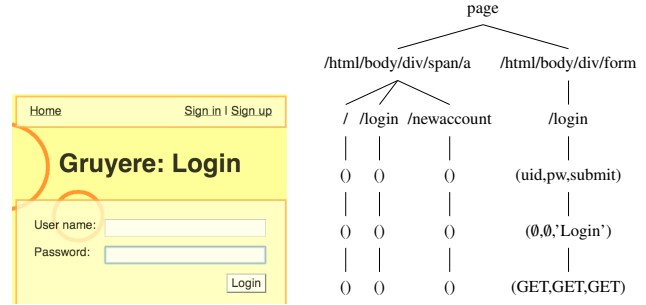 Home Sign in | Sign up
Gruyere: Login
User name:
Password:
Login
page
/html/body/div/span/a /html/body/div/form
/ /login /newaccount /login
() () () (uid,pw,submit)
() () () (∅,∅,'Login')
() () () (GET,GET,GET)